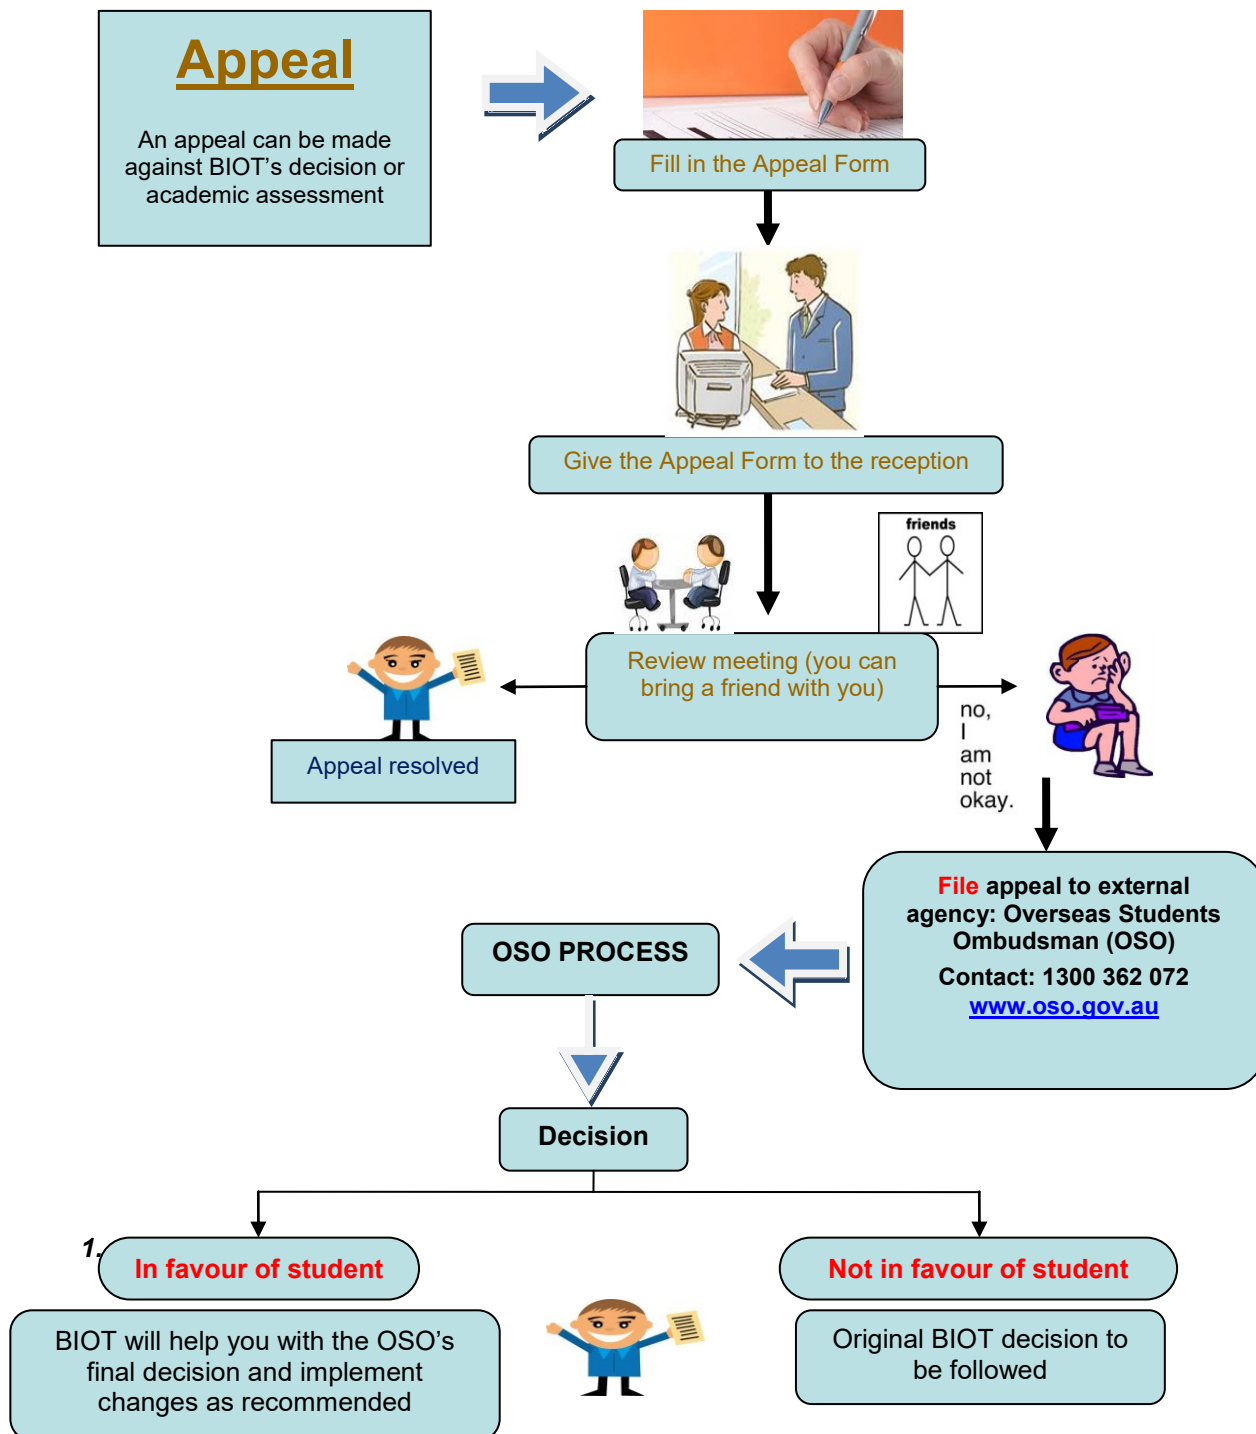 Appeal
An appeal can be made
against BIOT’s decision or
academic assessment
Fill in the Appeal Form
Give the Appeal Form to the reception
friends
Review meeting (you can
bring a friend with you)
Appeal resolved
no,
I
am
not
okay.
File appeal to external
agency: Overseas Students
Ombudsman (OSO)
Contact: 1300 362 072
www.oso.gov.au
OSO PROCESS
Decision
1.
In favour of student
Not in favour of student
BIOT will help you with the OSO’s
final decision and implement
changes as recommended
Original BIOT decision to
be followed